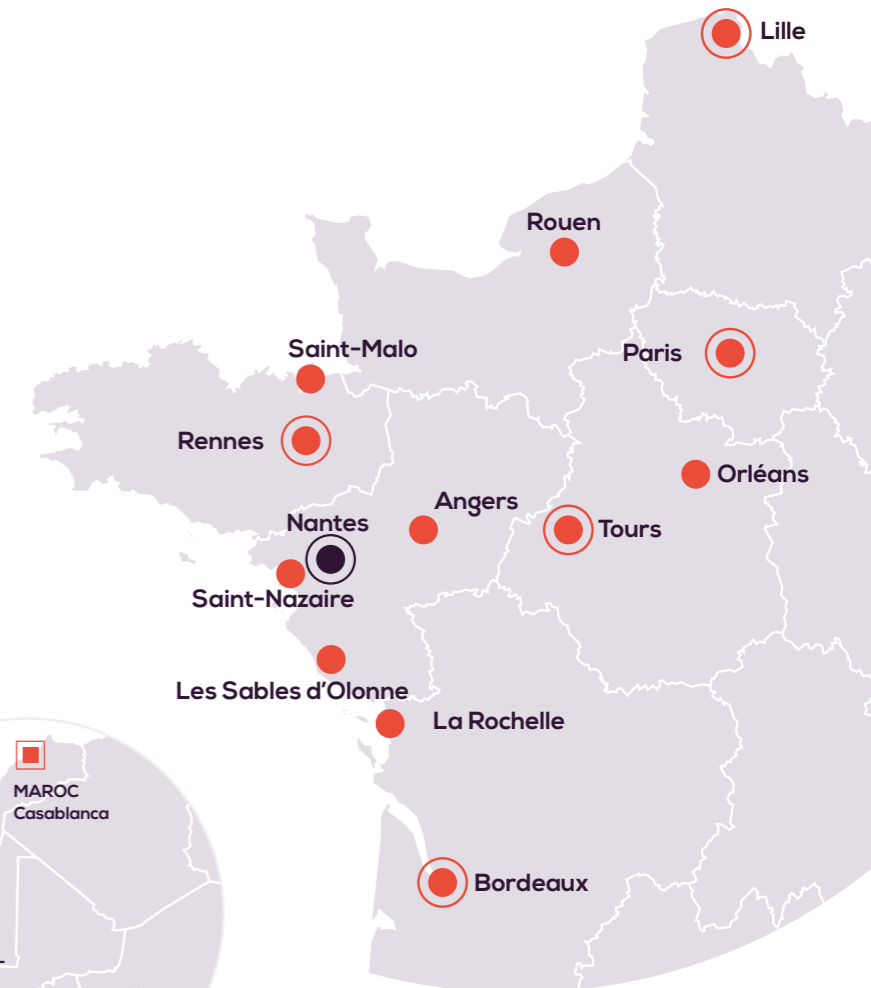 Lille
Rouen
Saint-Malo
Paris
Rennes
Orléans
Angers
Nantes
Tours
Saint-Nazaire
Les Sables d'Olonne
La Rochelle
MAROC
Casablanca
Bordeaux